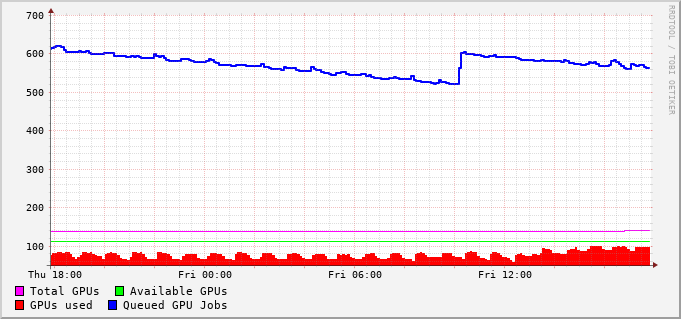 700
600
500
400
300
200
100
Thu 18:00 Fri 00:00 Fri 06:00 Fri 12:00
Total GPUs Available GPUs
GPUs used Queued GPU Jobs
RRDTOOL / TOBI OETIKER